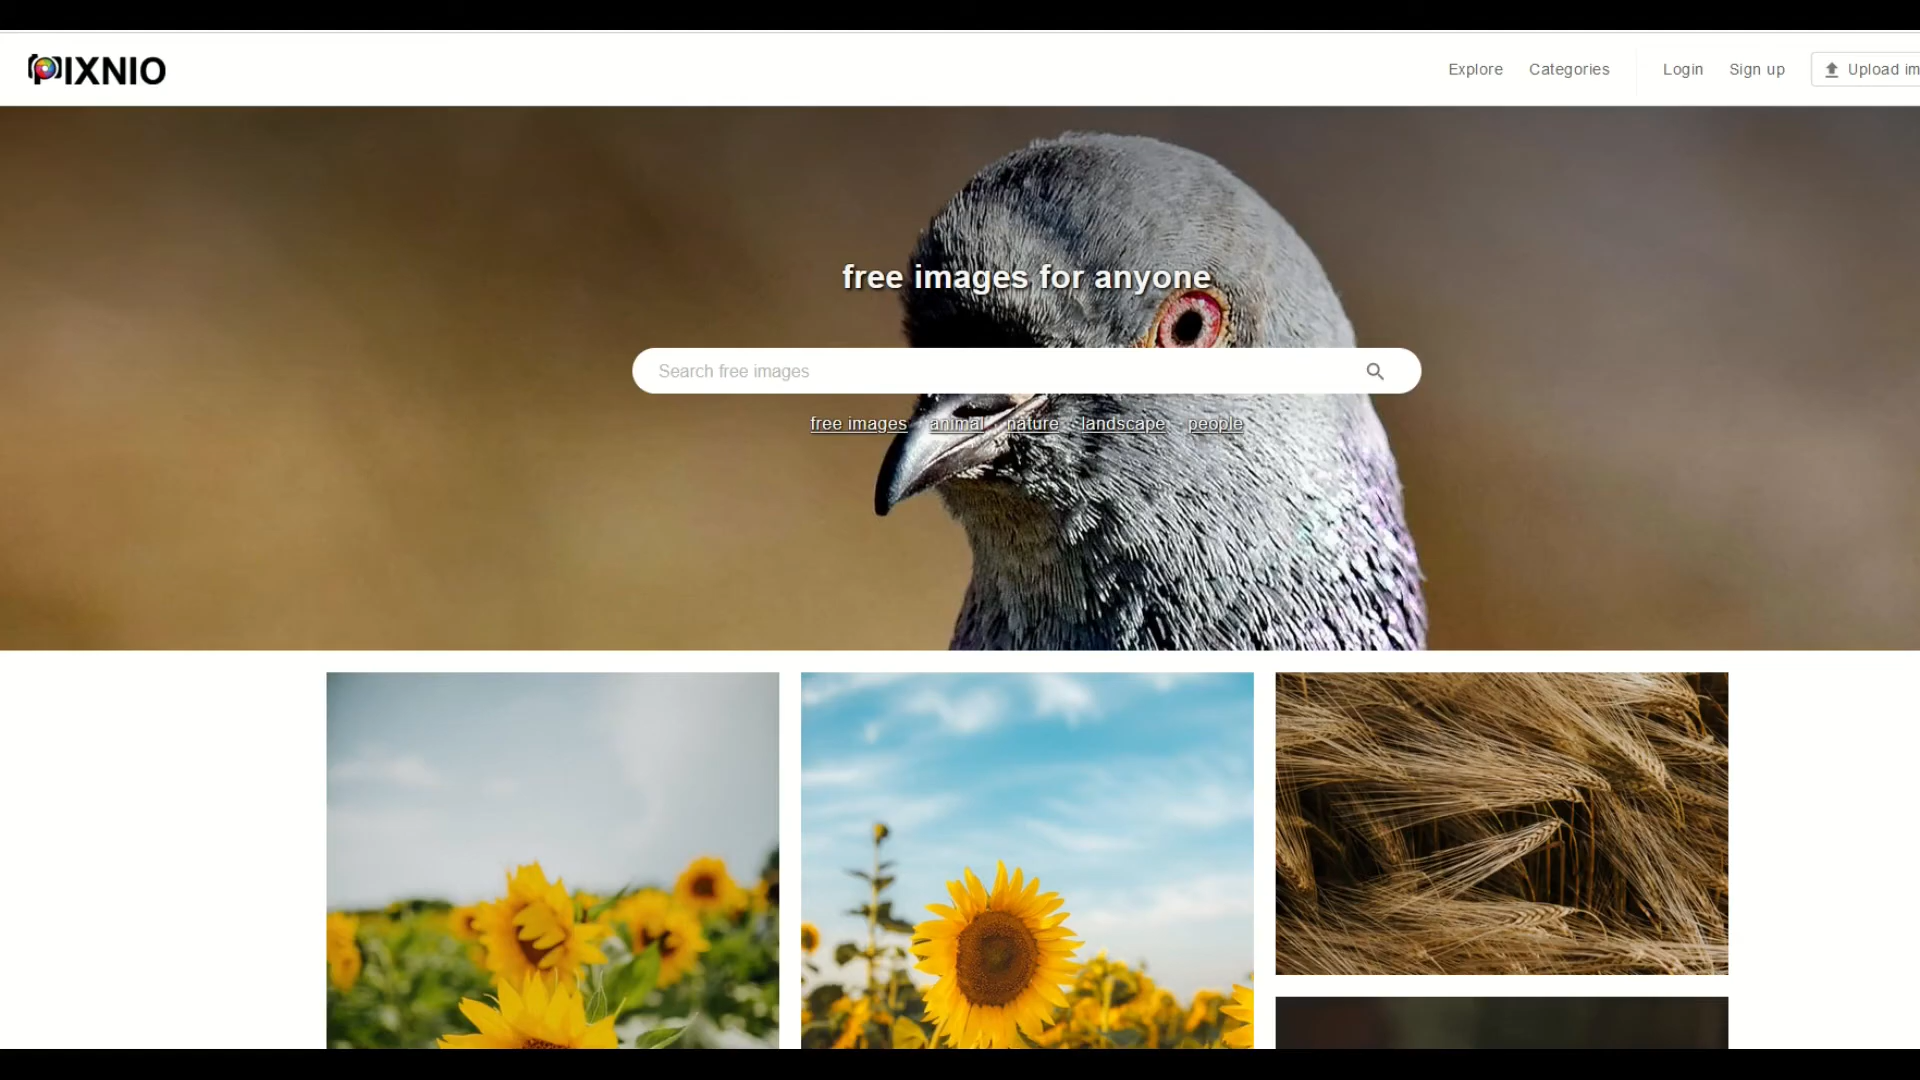 PIXNIO
Explore Categories Login Sign up Upload im
free images for anyone
Search free images
free images animal nature landscape people